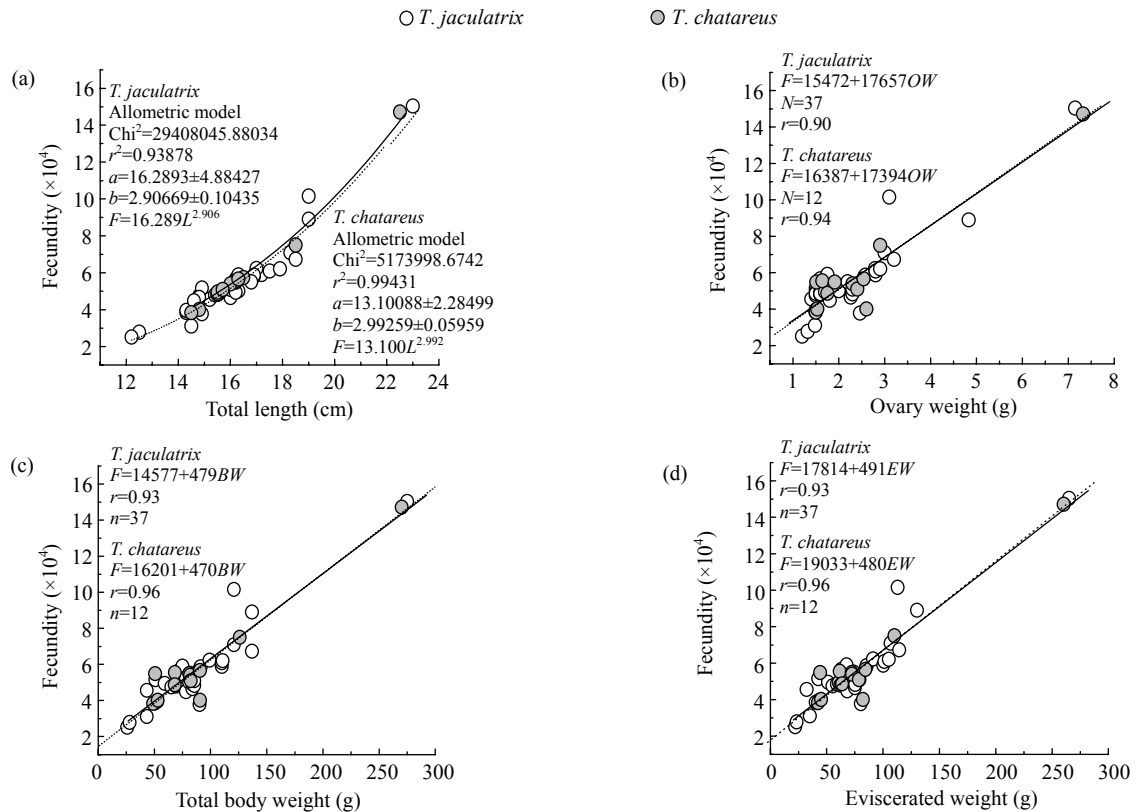 T. jaculatrix T. chatareus
(a)
T. jaculatrix
Allometric model
Chi²=29408045.88034
r²=0.93878
a=16.2893±4.88427
b=2.90669±0.10435
F=16.289L^2.906
T. chatareus
Allometric model
Chi²=5173998.6742
r²=0.99431
a=13.10088±2.28499
b=2.99259±0.05959
F=13.100L^2.992
Fecundity (×10⁴)
16
14
12
10
8
6
4
2
12 14 16 18 20 22 24
Total length (cm)
(b)
T. jaculatrix
F=15472+17657OW
N=37
r=0.90
T. chatareus
F=16387+17394OW
N=12
r=0.94
Fecundity (×10⁴)
16
14
12
10
8
6
4
2
1 2 3 4 5 6 7 8
Ovary weight (g)
(c)
T. jaculatrix
F=14577+479BW
r=0.93
n=37
T. chatareus
F=16201+470BW
r=0.96
n=12
Fecundity (×10⁴)
16
14
12
10
8
6
4
2
0 50 100 150 200 250 300
Total body weight (g)
(d)
T. jaculatrix
F=17814+491EW
r=0.93
n=37
T. chatareus
F=19033+480EW
r=0.96
n=12
Fecundity (×10⁴)
16
14
12
10
8
6
4
2
0 50 100 150 200 250 300
Eviscerated weight (g)